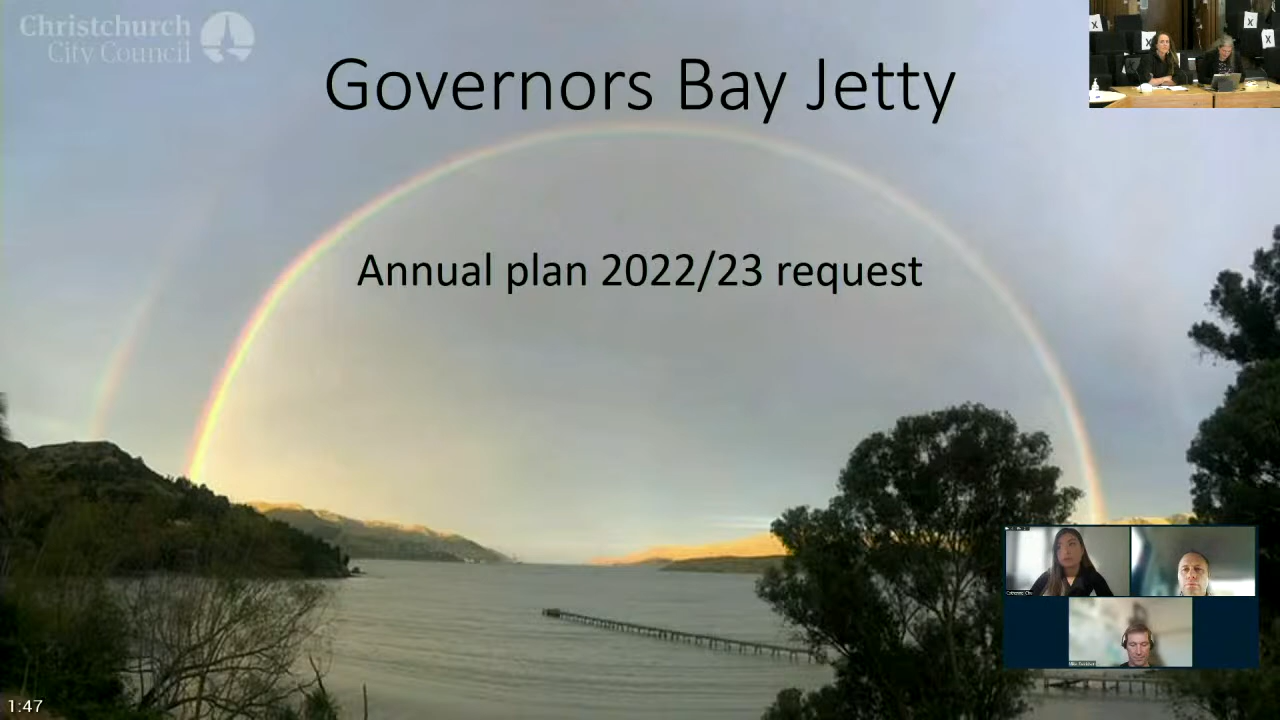 Christchurch
City Council
Governors Bay Jetty
Annual plan 2022/23 request
X
X
X
X
1:47